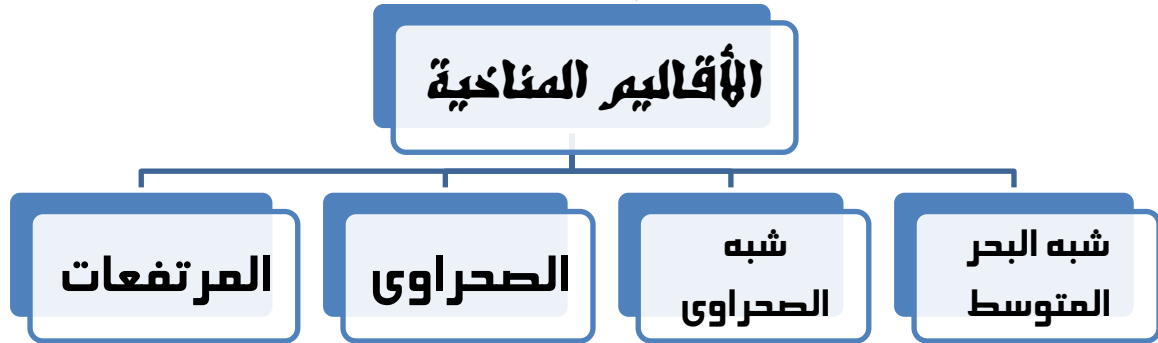 الأقاليم المناخية
شبه البحر
المتوسط
شبه
الصحراوى
الصحراوى
المرتفعات